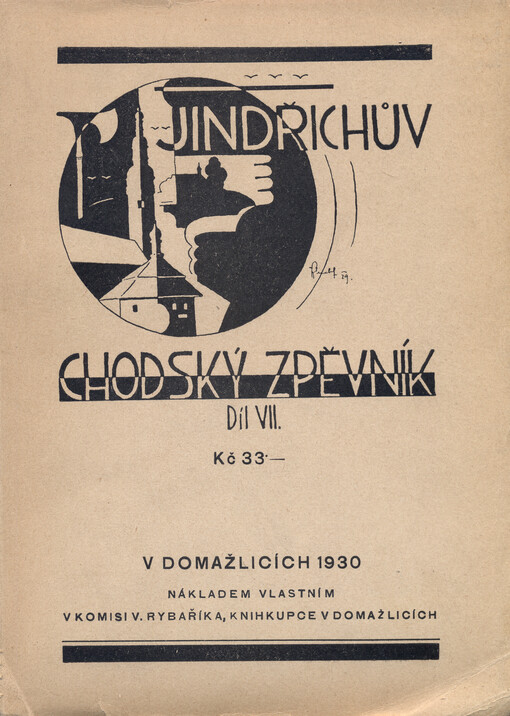 JINDŘICHŮV
CHODSKÝ ZPĚVNÍK
Díl VII.
Kč 33·—
V DOMAŽLICÍCH 1930
NÁKLADEM VLASTNÍM
V KOMISI V. RYBAŘÍKA, KNIHKUPCE V DOMAŽLICÍCH